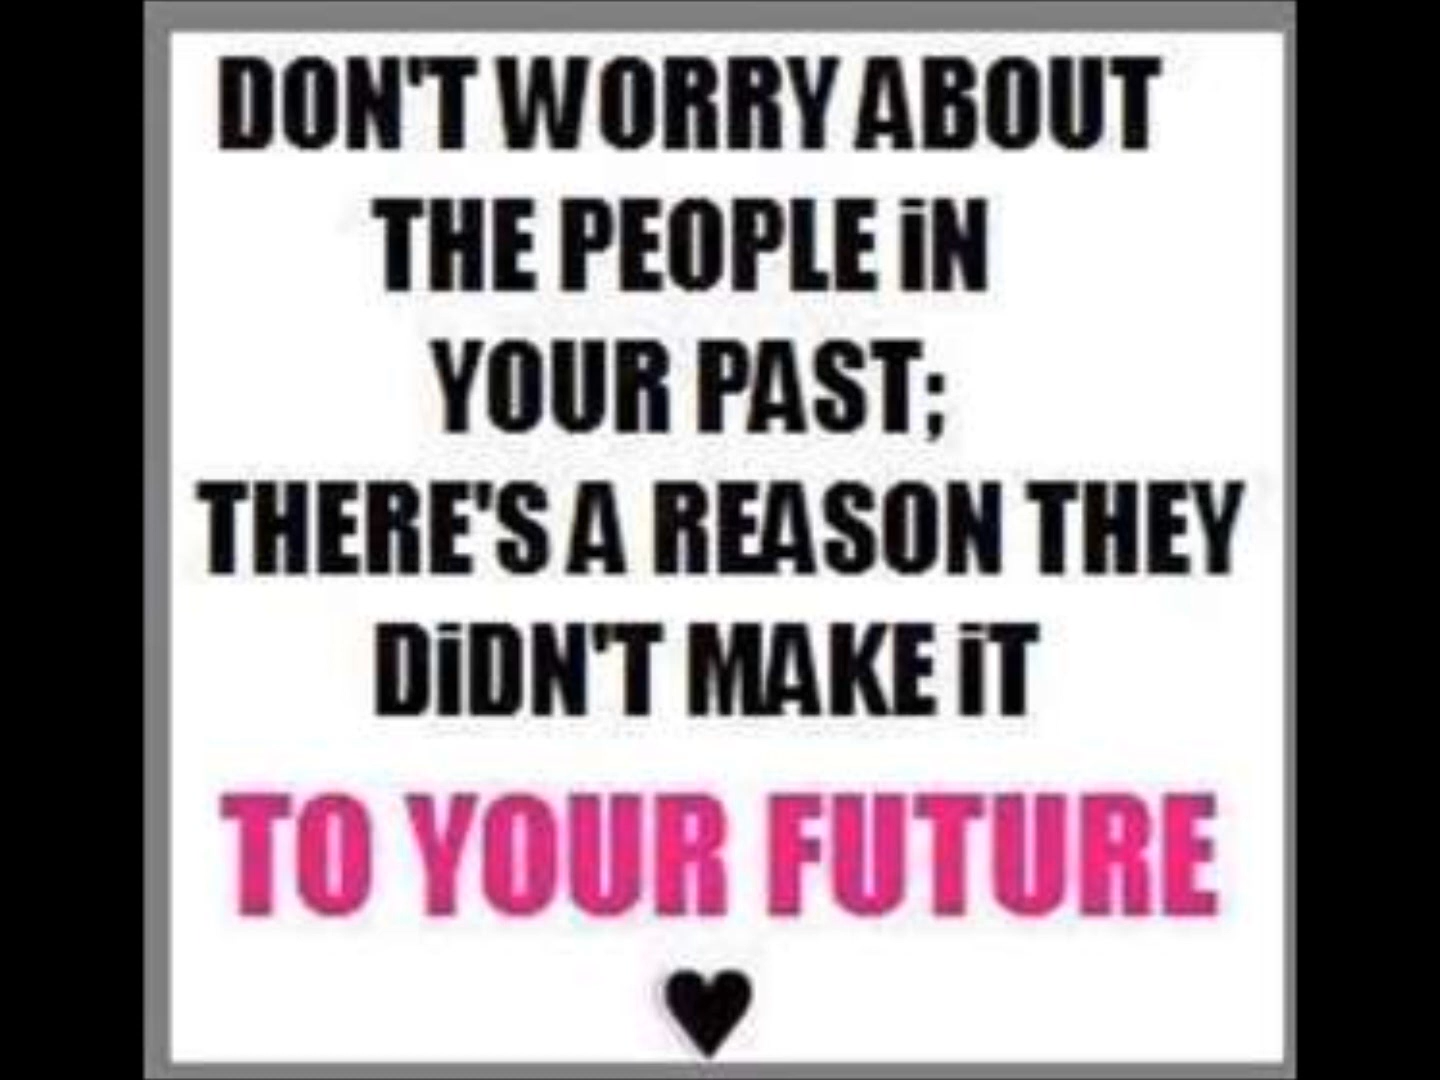 DON'T WORRY ABOUT
THE PEOPLE iN
YOUR PAST;
THERE'S A REASON THEY
DiDN'T MAKE iT
TO YOUR FUTURE
♥